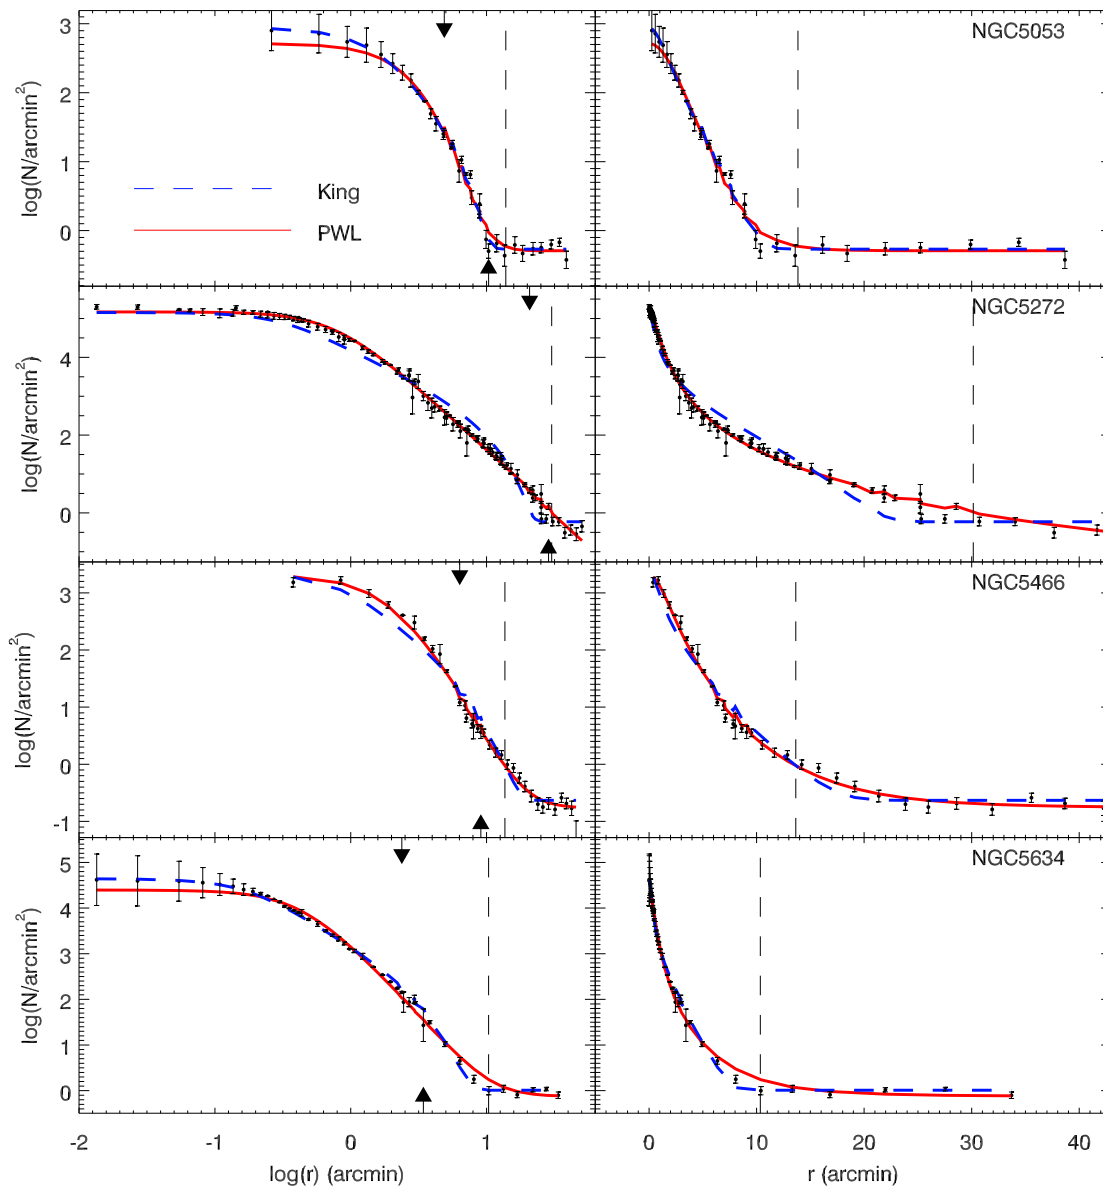 NGC5053
3
2
1
0
log(N/arcmin²)
King
PWL
NGC5272
4
2
0
log(N/arcmin²)
NGC5466
3
2
1
0
-1
log(N/arcmin²)
NGC5634
5
4
3
2
1
0
log(N/arcmin²)
-2 -1 0 1 0 10 20 30 40
log(r) (arcmin) r (arcmin)